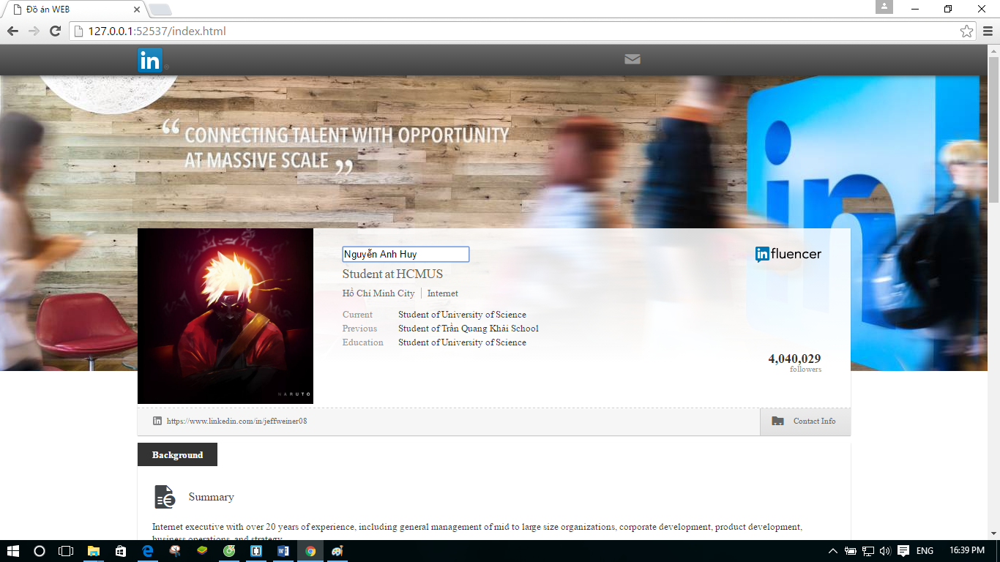 Đồ án WEB
127.0.0.1:52537/index.html
in
“ CONNECTING TALENT WITH OPPORTUNITY
AT MASSIVE SCALE ”
in
Nguyễn Anh Huy
influencer
Student at HCMUS
Hồ Chí Minh City | Internet
Current Student of University of Science
Previous Student of Trần Quang Khải School
Education Student of University of Science
4,040,029
followers
NARUTO
in https://www.linkedin.com/in/jeffweiner08
Contact Info
Background
Summary
Internet executive with over 20 years of experience, including general management of mid to large size organizations, corporate development, product development,
business operations, and strategy.
ENG 16:39 PM